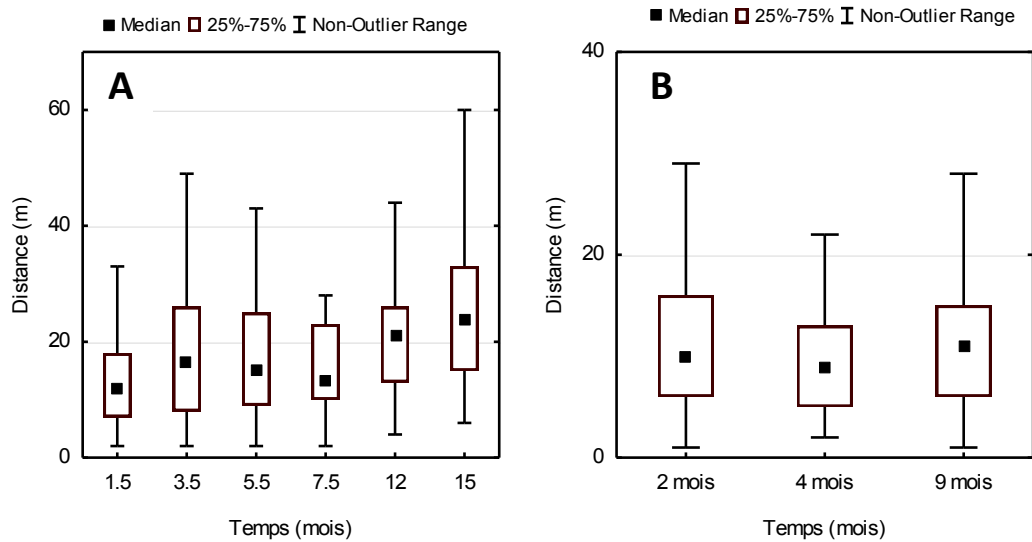 Median 25%-75% Non-Outlier Range
A
60
40
20
0
Distance (m)
1.5 3.5 5.5 7.5 12 15
Temps (mois)
Median 25%-75% Non-Outlier Range
B
40
20
0
Distance (m)
2 mois 4 mois 9 mois
Temps (mois)